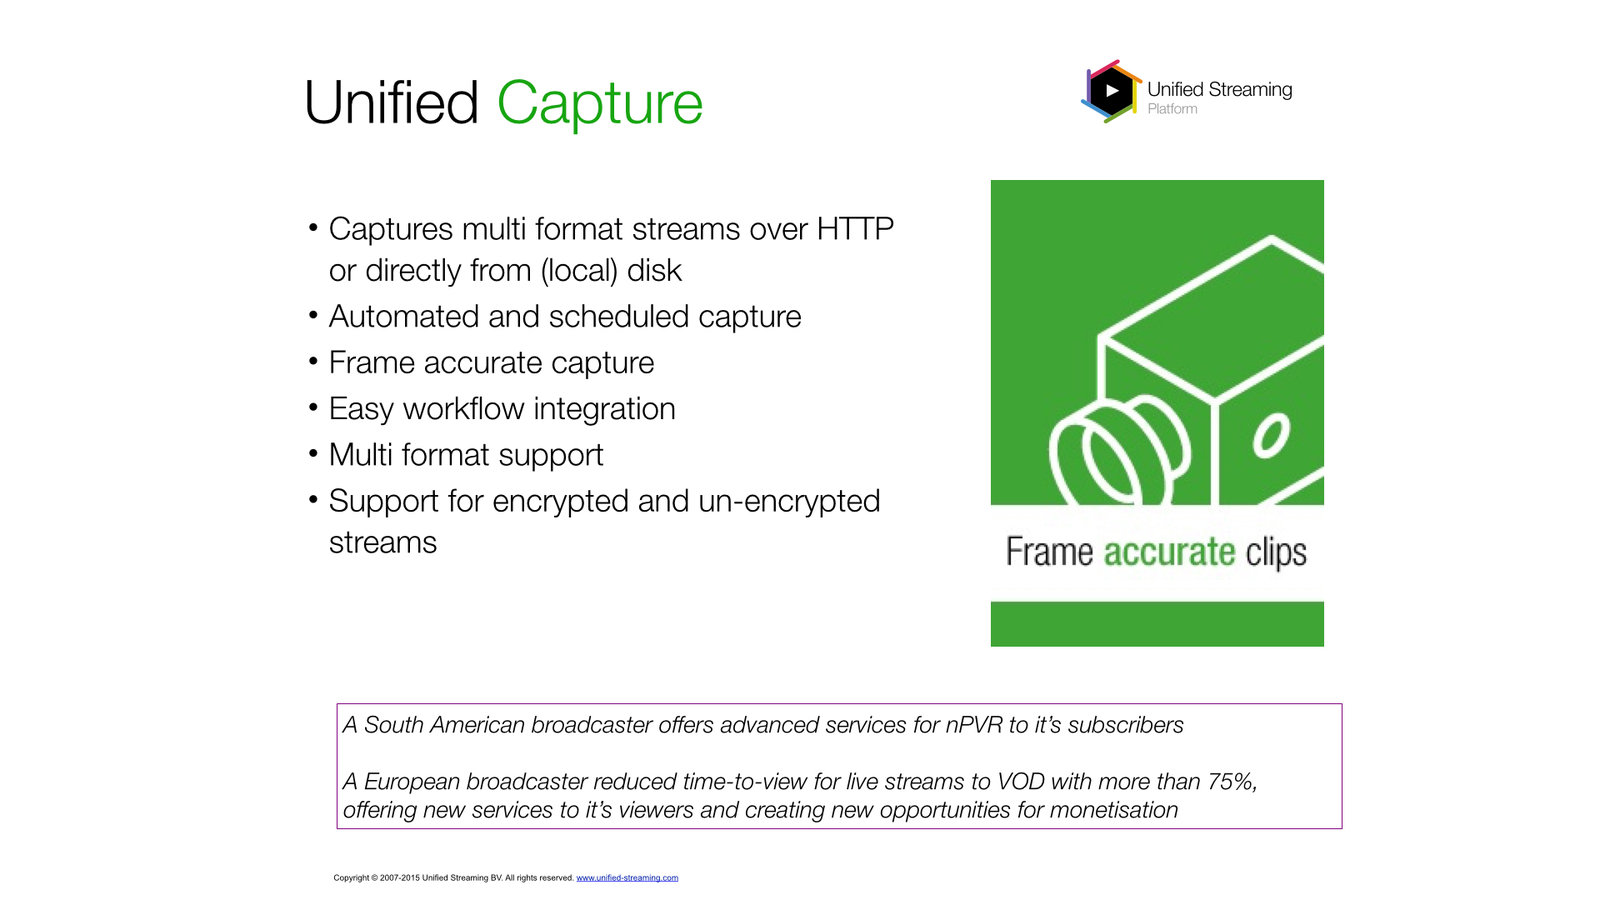 Unified Capture
Unified Streaming
Platform
• Captures multi format streams over HTTP
or directly from (local) disk
• Automated and scheduled capture
• Frame accurate capture
• Easy workflow integration
• Multi format support
• Support for encrypted and un-encrypted
streams
Frame accurate clips
A South American broadcaster offers advanced services for nPVR to it’s subscribers
A European broadcaster reduced time-to-view for live streams to VOD with more than 75%,
offering new services to it’s viewers and creating new opportunities for monetisation
Copyright © 2007-2015 Unified Streaming BV. All rights reserved. www.unified-streaming.com